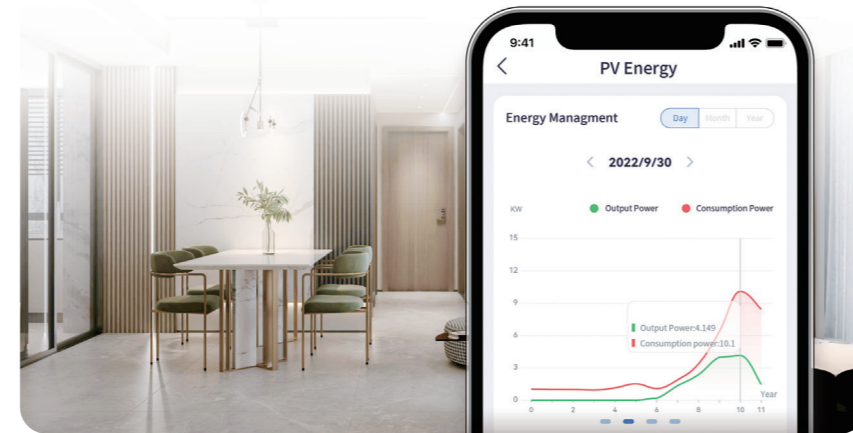 9:41
PV Energy
Energy Managment
Day Month Year
2022/9/30
KW
Output Power Consumption Power
15
12
9
Output Power:4.149
6
Consumption power:10.1
3
Year
0
0 2 4 6 8 10 11